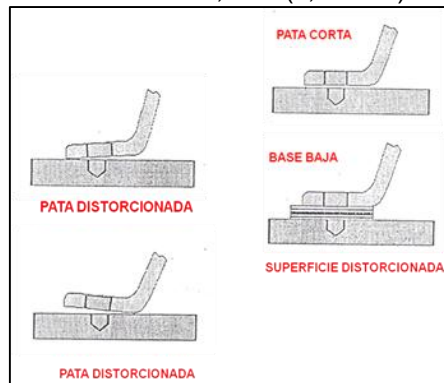 PATA CORTA
BASE BAJA
PATA DISTORCIONADA
SUPERFICIE DISTORCIONADA
PATA DISTORCIONADA